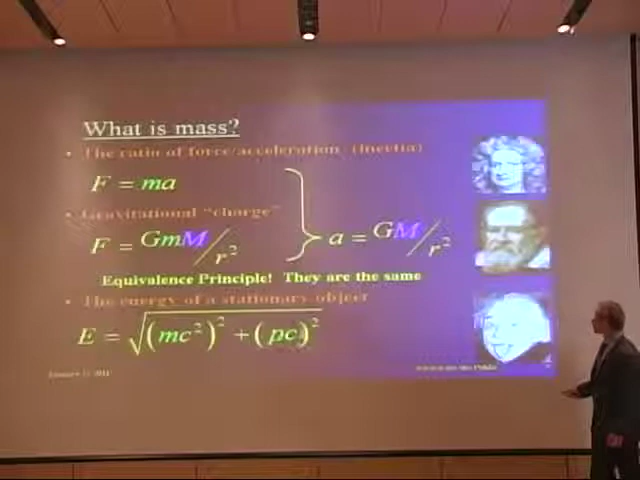 What is mass?
• The ratio of force/acceleration (Inertia)
F = ma
• Gravitational "charge"
F = GmM/r² a = GM/r²
Equivalence Principle! They are the same
• The energy of a stationary object
E = √(mc²)² + (pc)²